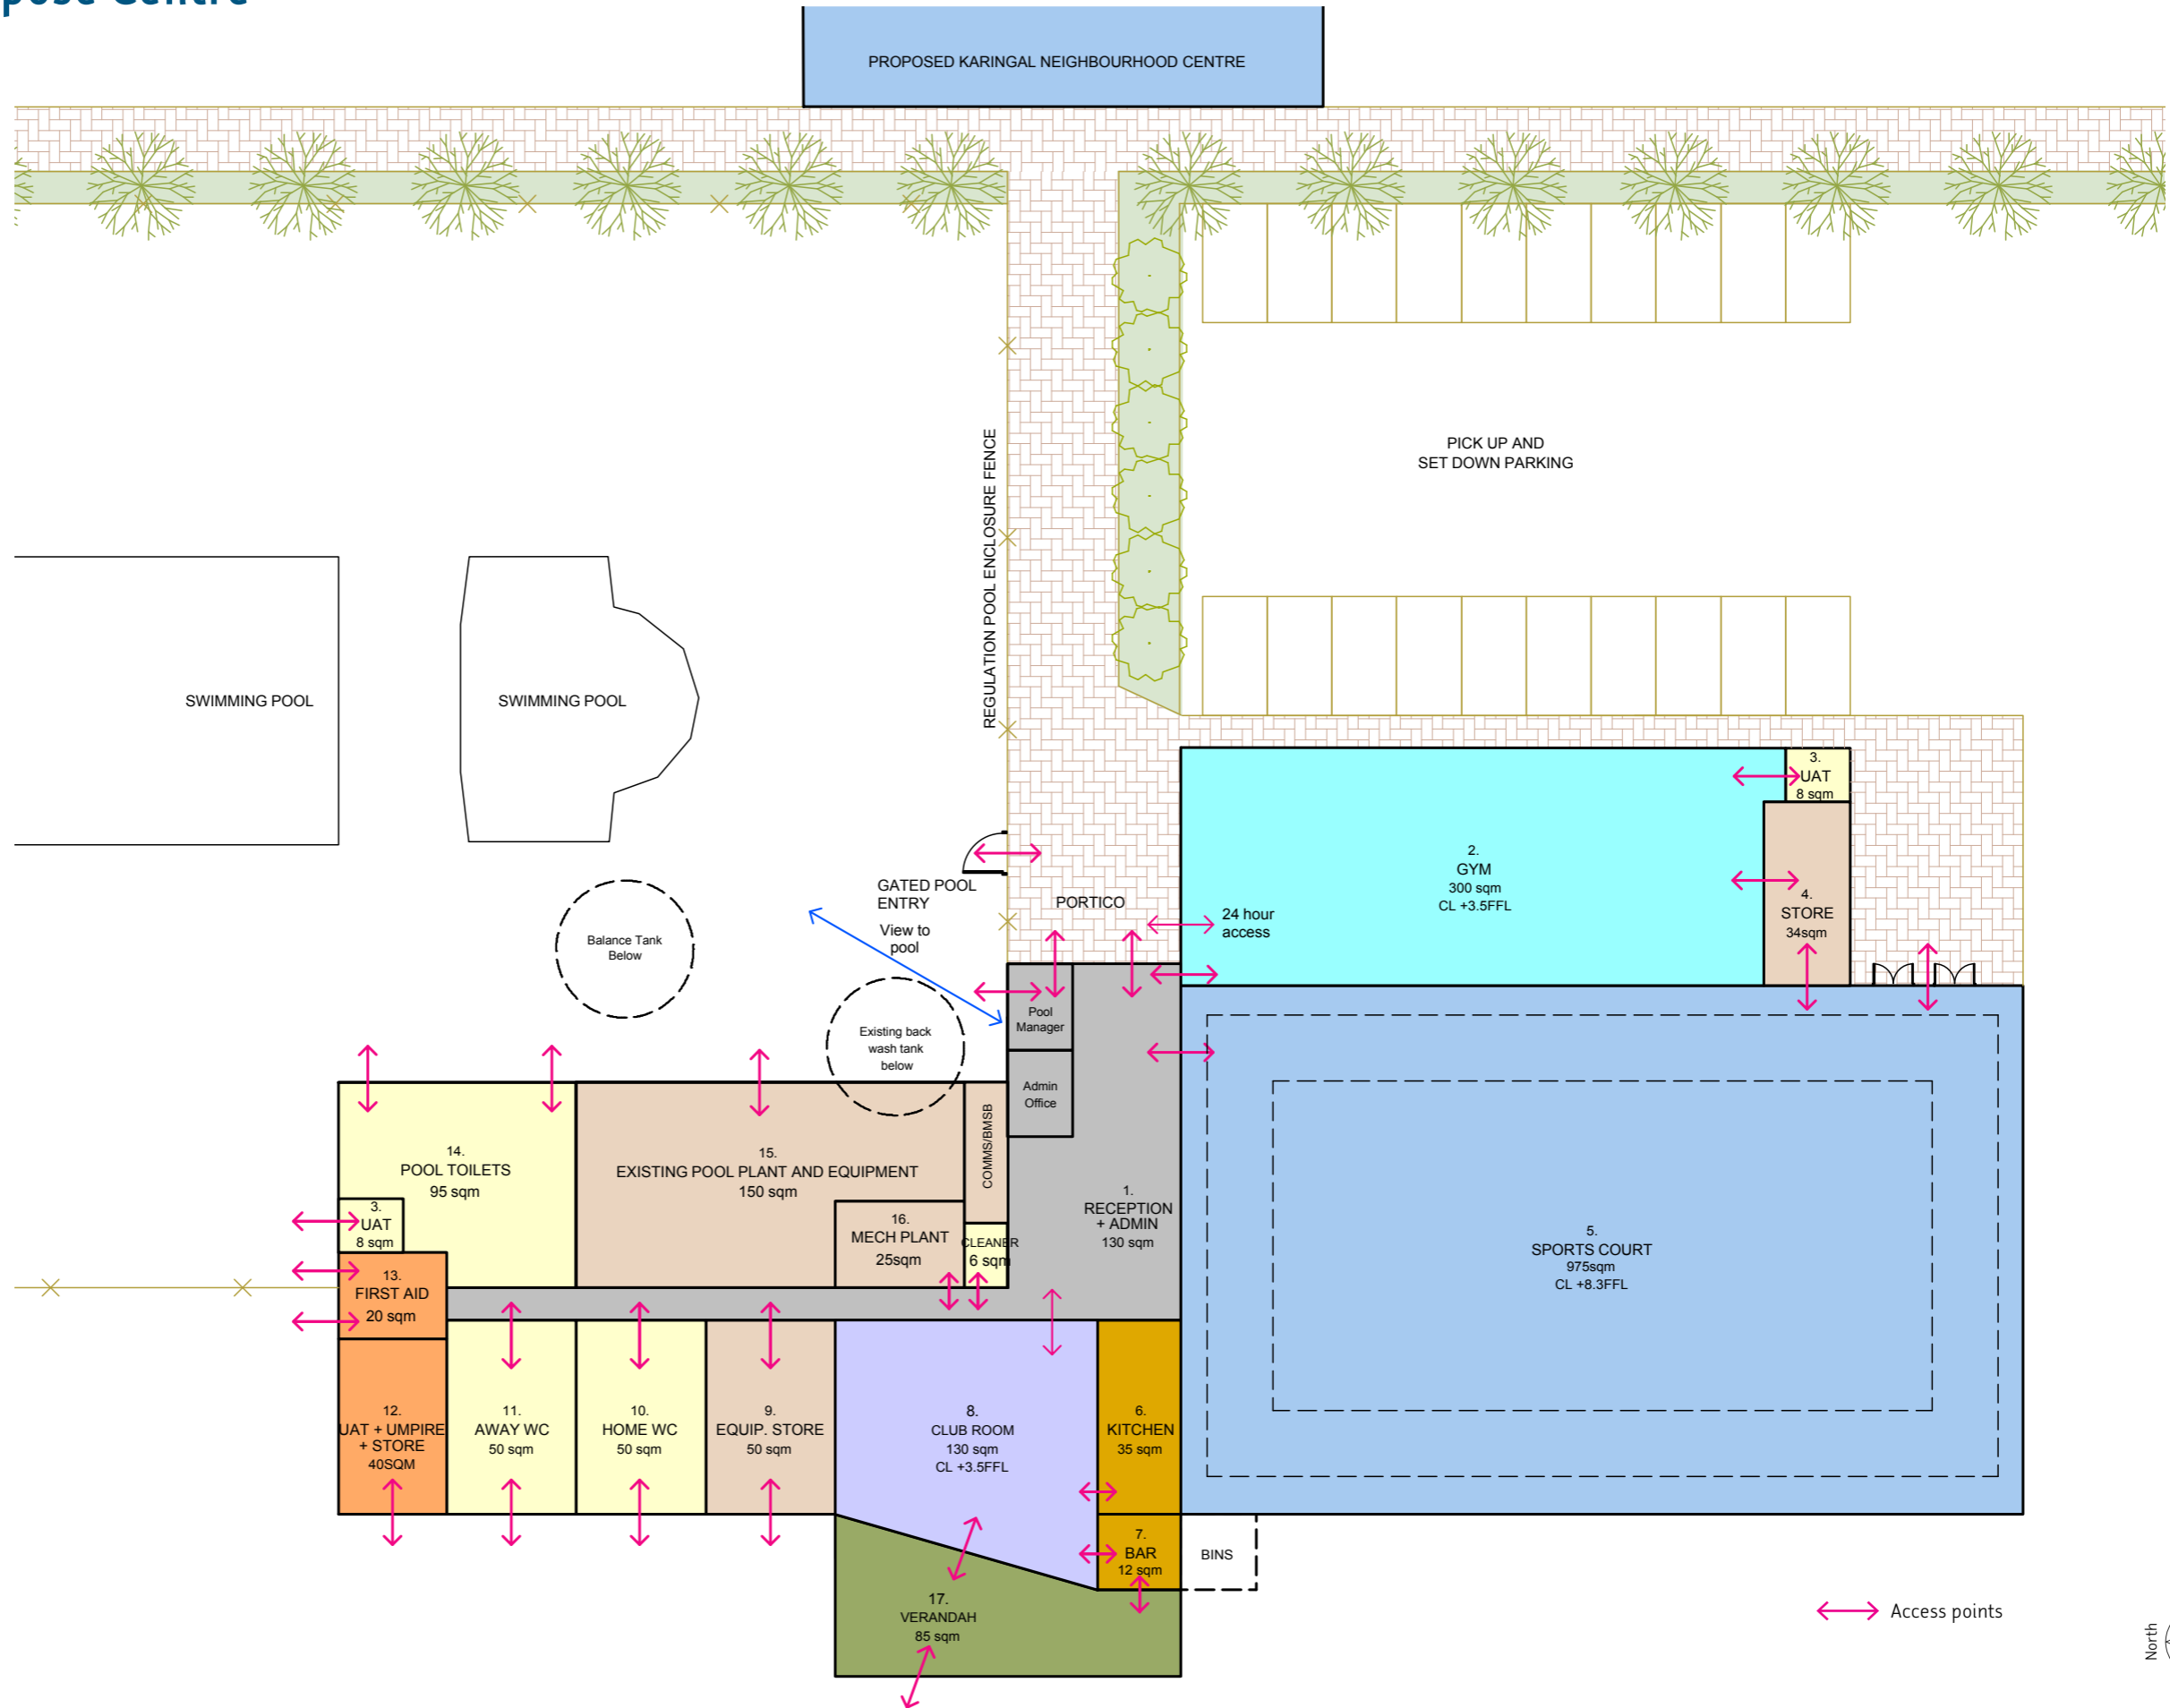 pose Centre
PROPOSED KARINGAL NEIGHBOURHOOD CENTRE
REGULATION POOL ENCLOSURE FENCE
PICK UP AND
SET DOWN PARKING
SWIMMING POOL
SWIMMING POOL
3.
UAT
8 sqm
2.
GYM
300 sqm
CL +3.5FFL
4.
STORE
34sqm
GATED POOL
ENTRY
PORTICO
24 hour
access
View to
pool
Balance Tank
Below
Existing back
wash tank
below
Pool
Manager
Admin
Office
COMMS/BMSB
14.
POOL TOILETS
95 sqm
15.
EXISTING POOL PLANT AND EQUIPMENT
150 sqm
1.
RECEPTION
+ ADMIN
130 sqm
3.
UAT
8 sqm
16.
MECH PLANT
25sqm
CLEANER
6 sqm
5.
SPORTS COURT
975sqm
CL +8.3FFL
13.
FIRST AID
20 sqm
12.
UAT + UMPIRE
+ STORE
40SQM
11.
AWAY WC
50 sqm
10.
HOME WC
50 sqm
9.
EQUIP. STORE
50 sqm
8.
CLUB ROOM
130 sqm
CL +3.5FFL
6.
KITCHEN
35 sqm
7.
BAR
12 sqm
BINS
17.
VERANDAH
85 sqm
Access points
North